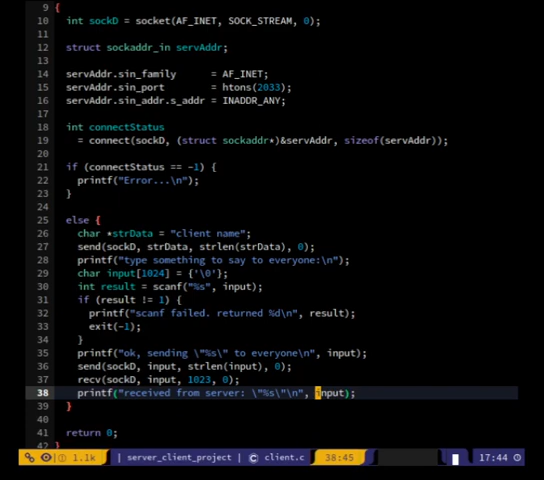 9 {
10 int sockD = socket(AF_INET, SOCK_STREAM, 0);
11
12 struct sockaddr_in servAddr;
13
14 servAddr.sin_family = AF_INET;
15 servAddr.sin_port = htons(2033);
16 servAddr.sin_addr.s_addr = INADDR_ANY;
17
18 int connectStatus
19 = connect(sockD, (struct sockaddr*)&servAddr, sizeof(servAddr));
20
21 if (connectStatus == -1) {
22 printf("Error...\n");
23 }
24
25 else {
26 char *strData = "client name";
27 send(sockD, strData, strlen(strData), 0);
28 printf("type something to say to everyone:\n");
29 char input[1024] = {'\0'};
30 int result = scanf("%s", input);
31 if (result != 1) {
32 printf("scanf failed. returned %d\n", result);
33 exit(-1);
34 }
35 printf("ok, sending \"%s\" to everyone\n", input);
36 send(sockD, input, strlen(input), 0);
37 recv(sockD, input, 1023, 0);
38 printf("received from server: \"%s\"\n", input);
39 }
40
41 return 0;
42 }
1.1k | server_client_project | C client.c 38:45 17:44